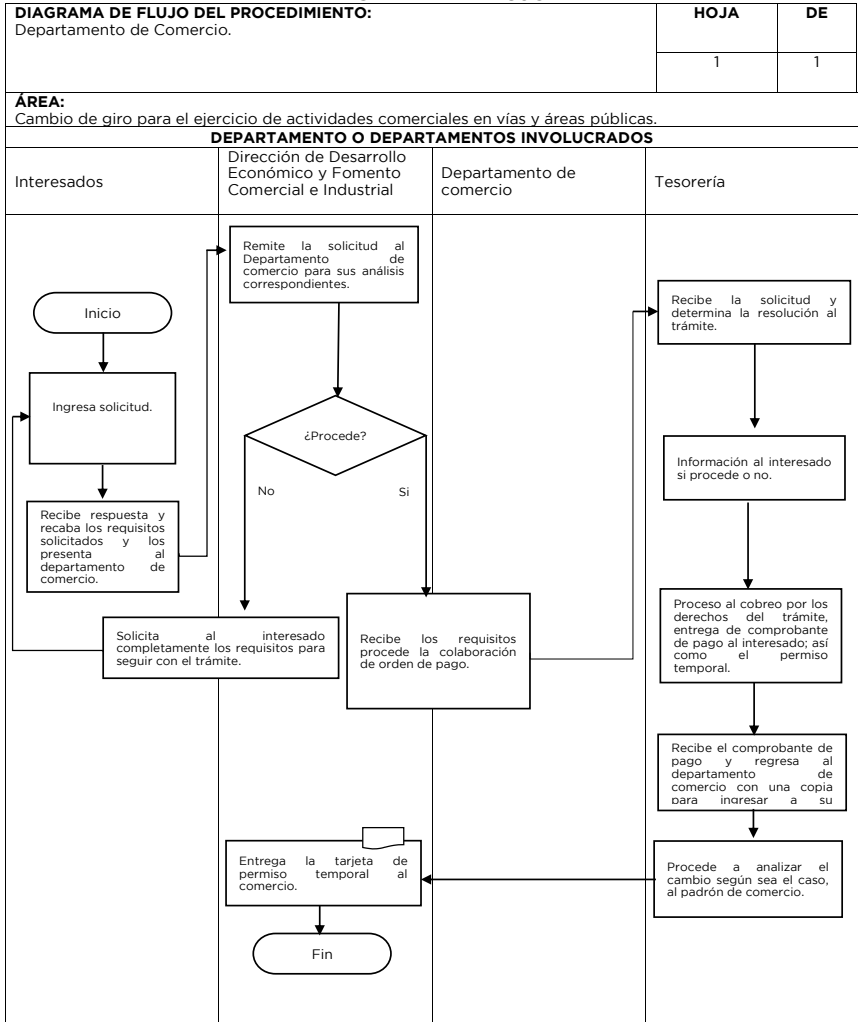 DIAGRAMA DE FLUJO DEL PROCEDIMIENTO:
Departamento de Comercio.
HOJA
DE
1
1
ÁREA:
Cambio de giro para el ejercicio de actividades comerciales en vías y áreas públicas.
DEPARTAMENTO O DEPARTAMENTOS INVOLUCRADOS
Interesados
Dirección de Desarrollo
Económico y Fomento
Comercial e Industrial
Departamento de
comercio
Tesorería
Remite la solicitud al
Departamento de
comercio para sus análisis
correspondientes.
Inicio
Recibe la solicitud y
determina la resolución al
trámite.
Ingresa solicitud.
¿Procede?
No
Si
Información al interesado
si procede o no.
Recibe respuesta y
recaba los requisitos
solicitados y los
presenta al
departamento de
comercio.
Solicita al interesado
completamente los requisitos para
seguir con el trámite.
Recibe los requisitos
procede la colaboración
de orden de pago.
Proceso al cobreo por los
derechos del trámite,
entrega de comprobante
de pago al interesado; así
como el permiso
temporal.
Recibe el comprobante de
pago y regresa al
departamento de
comercio con una copia
para ingresar a su
Entrega la tarjeta de
permiso temporal al
comercio.
Procede a analizar el
cambio según sea el caso,
al padrón de comercio.
Fin